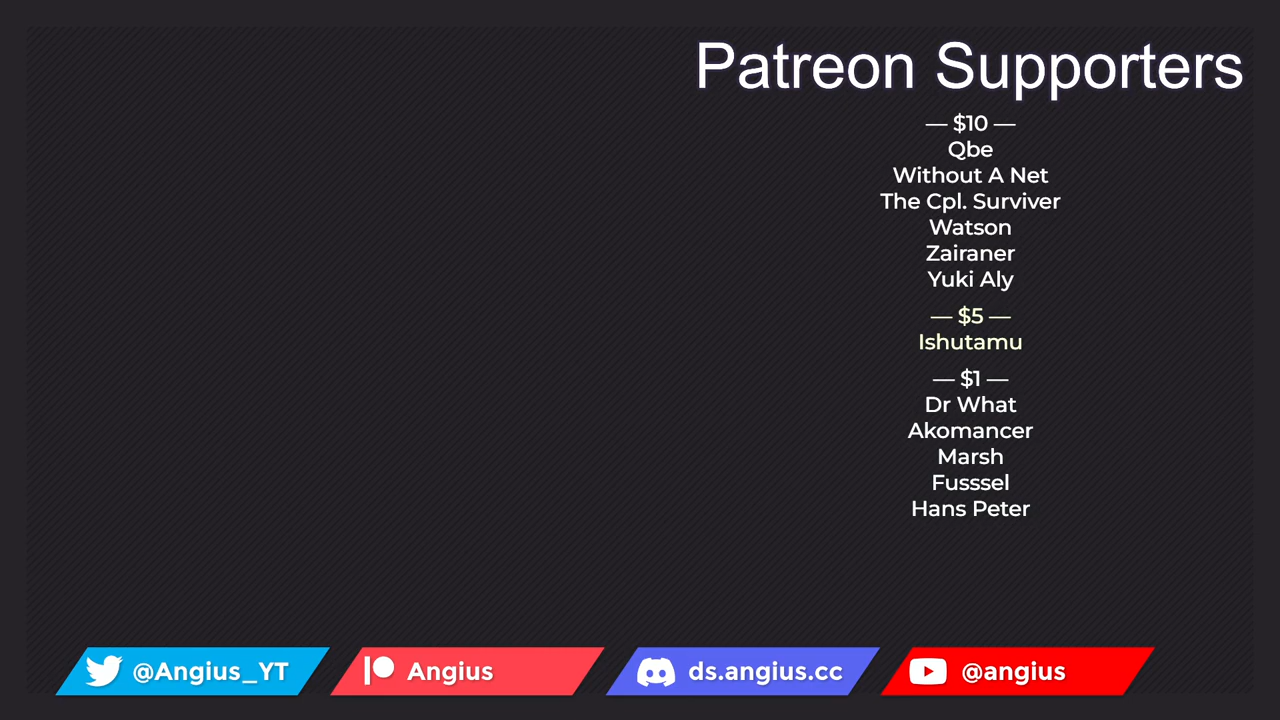 Patreon Supporters
— $10 —
Qbe
Without A Net
The Cpl. Surviver
Watson
Zairaner
Yuki Aly
— $5 —
Ishutamu
— $1 —
Dr What
Akomancer
Marsh
Fusssel
Hans Peter
@Angius_YT
Angius
ds.angius.cc
@angius